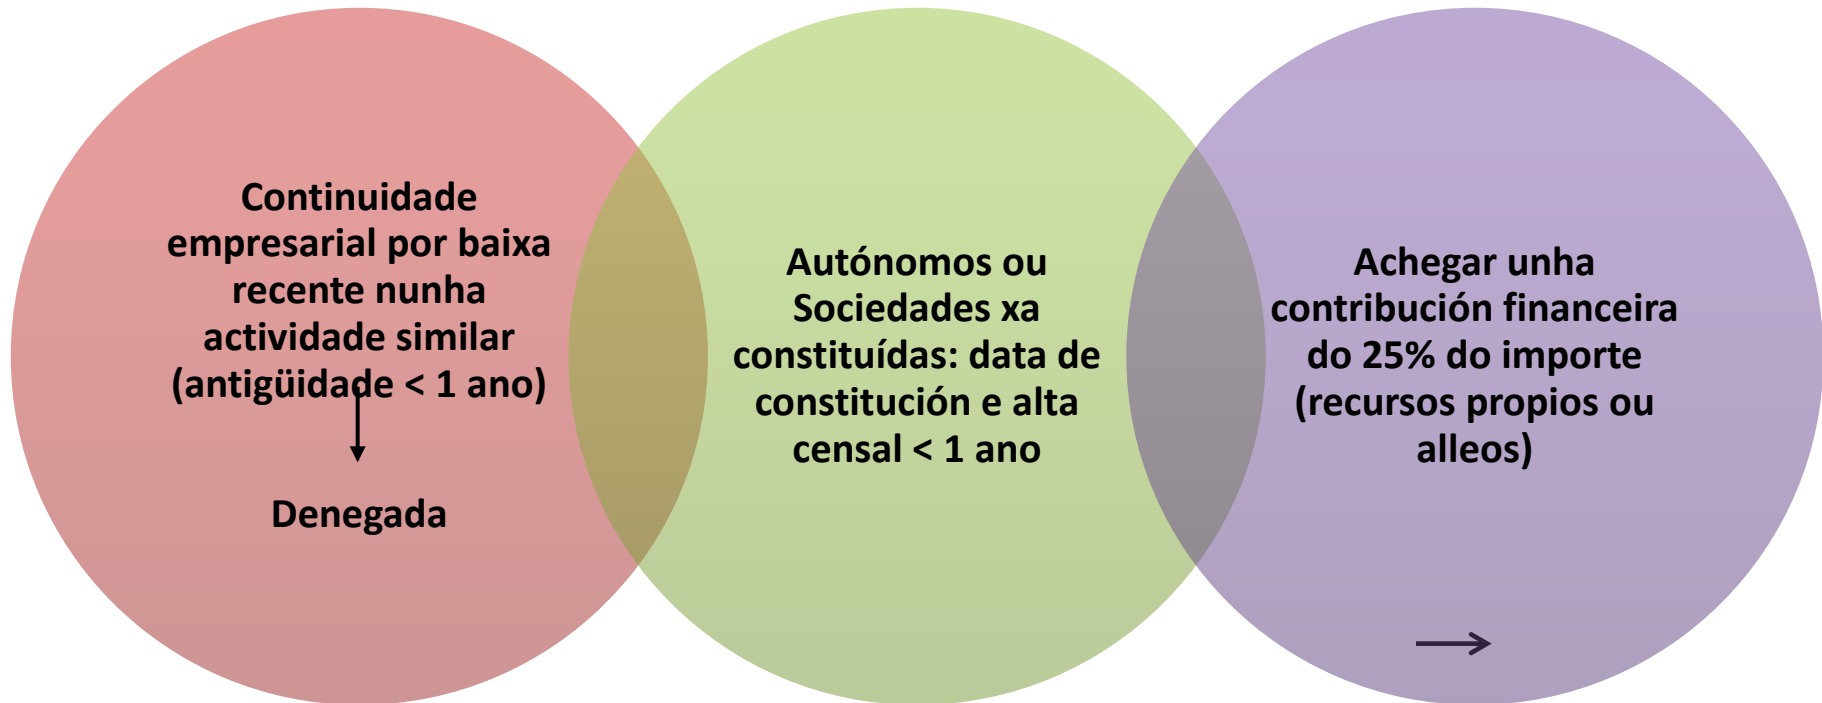 Continuidade
empresarial por baixa
recente nunha
actividade similar
(antigüidade < 1 ano)
Denegada
Autónomos ou
Sociedades xa
constituídas: data de
constitución e alta
censal < 1 ano
Achegar unha
contribución financeira
do 25% do importe
(recursos propios ou
alleos)